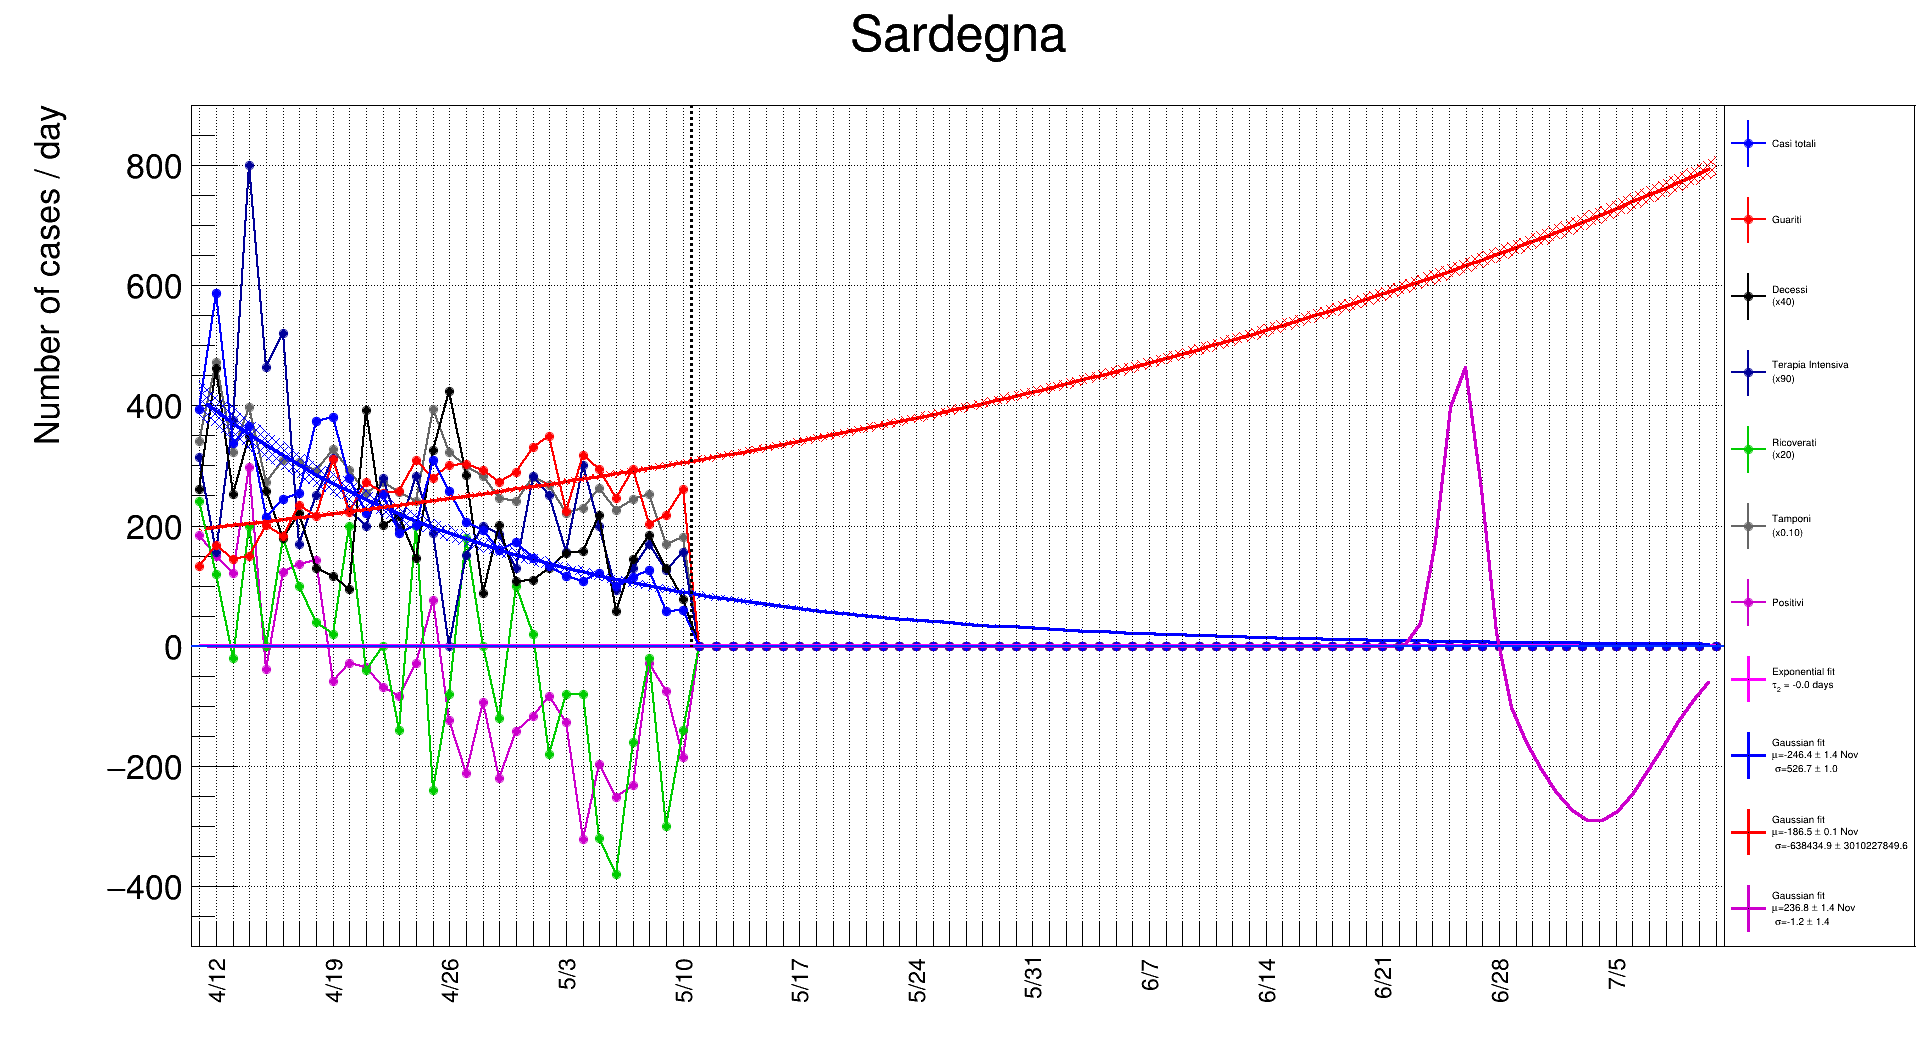 Sardegna
Number of cases / day
800
600
400
200
0
−200
−400
4/12
4/19
4/26
5/3
5/10
5/17
5/24
5/31
6/7
6/14
6/21
6/28
7/5
Casi totali
Guariti
Decessi
(x40)
Terapia Intensiva
(x90)
Ricoverati
(x20)
Tamponi
(x0.10)
Positivi
Exponential fit
τ2 = -0.0 days
Gaussian fit
μ=-246.4 ± 1.4 Nov
σ=526.7 ± 1.0
Gaussian fit
μ=-186.5 ± 0.1 Nov
σ=-638434.9 ± 3010227849.6
Gaussian fit
μ=236.8 ± 1.4 Nov
σ=-1.2 ± 1.4